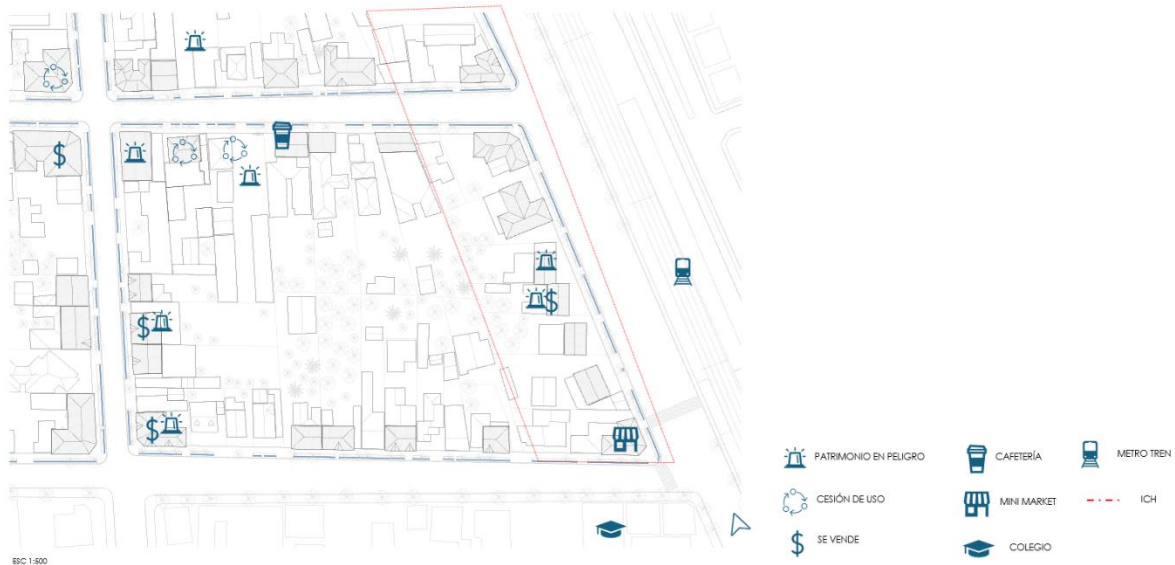 PATRIMONIO EN PELIGRO
CAFETERÍA
METRO TREN
CESIÓN DE USO
MINI MARKET
ICH
SE VENDE
COLEGIO
ESC 1:500